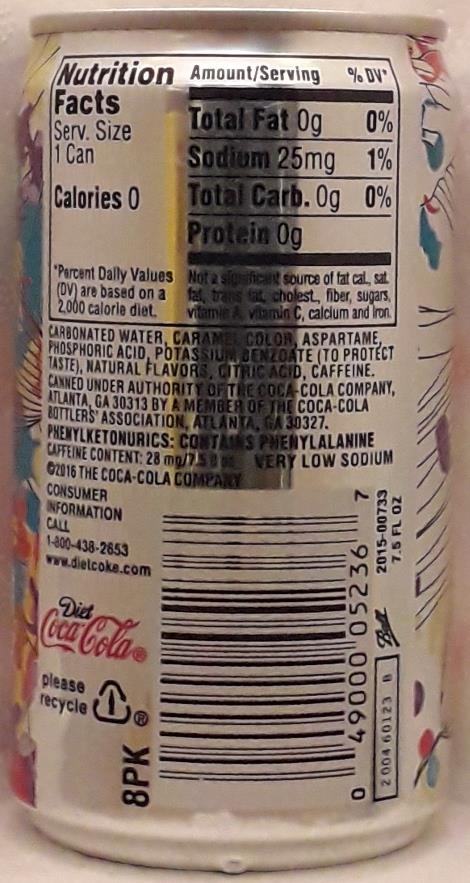 Nutrition Facts
Serv. Size
1 Can
Calories 0
*Percent Daily Values
(DV) are based on a
2,000 calorie diet.
Amount/Serving % DV*
Total Fat 0g 0%
Sodium 25mg 1%
Total Carb. 0g 0%
Protein 0g
Not a significant source of fat cal., sat.
fat, trans fat, cholest., fiber, sugars,
vitamin A, vitamin C, calcium and iron.
CARBONATED WATER, CARAMEL COLOR, ASPARTAME,
PHOSPHORIC ACID, POTASSIUM BENZOATE (TO PROTECT
TASTE), NATURAL FLAVORS, CITRIC ACID, CAFFEINE.
CANNED UNDER AUTHORITY OF THE COCA-COLA COMPANY,
ATLANTA, GA 30313 BY A MEMBER OF THE COCA-COLA
BOTTLERS' ASSOCIATION, ATLANTA, GA 30327.
PHENYLKETONURICS: CONTAINS PHENYLALANINE
CAFFEINE CONTENT: 28 mg/7.5 fl oz VERY LOW SODIUM
©2016 THE COCA-COLA COMPANY
CONSUMER
INFORMATION
CALL
1-800-438-2653
www.dietcoke.com
Diet
Coca-Cola®
please
recycle ®
8PK
0 49000 05236 7
2015-00733
7.5 FL OZ
Ball
2 004 60123 B